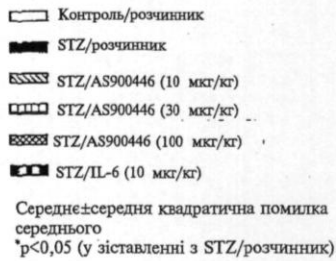 Контроль/розчинник
STZ/розчинник
STZ/AS900446 (10 мкг/кг)
STZ/AS900446 (30 мкг/кг)
STZ/AS900446 (100 мкг/кг)
STZ/IL-6 (10 мкг/кг)
Середнє±середня квадратична помилка
середнього
*p<0,05 (у зіставленні з STZ/розчинник)